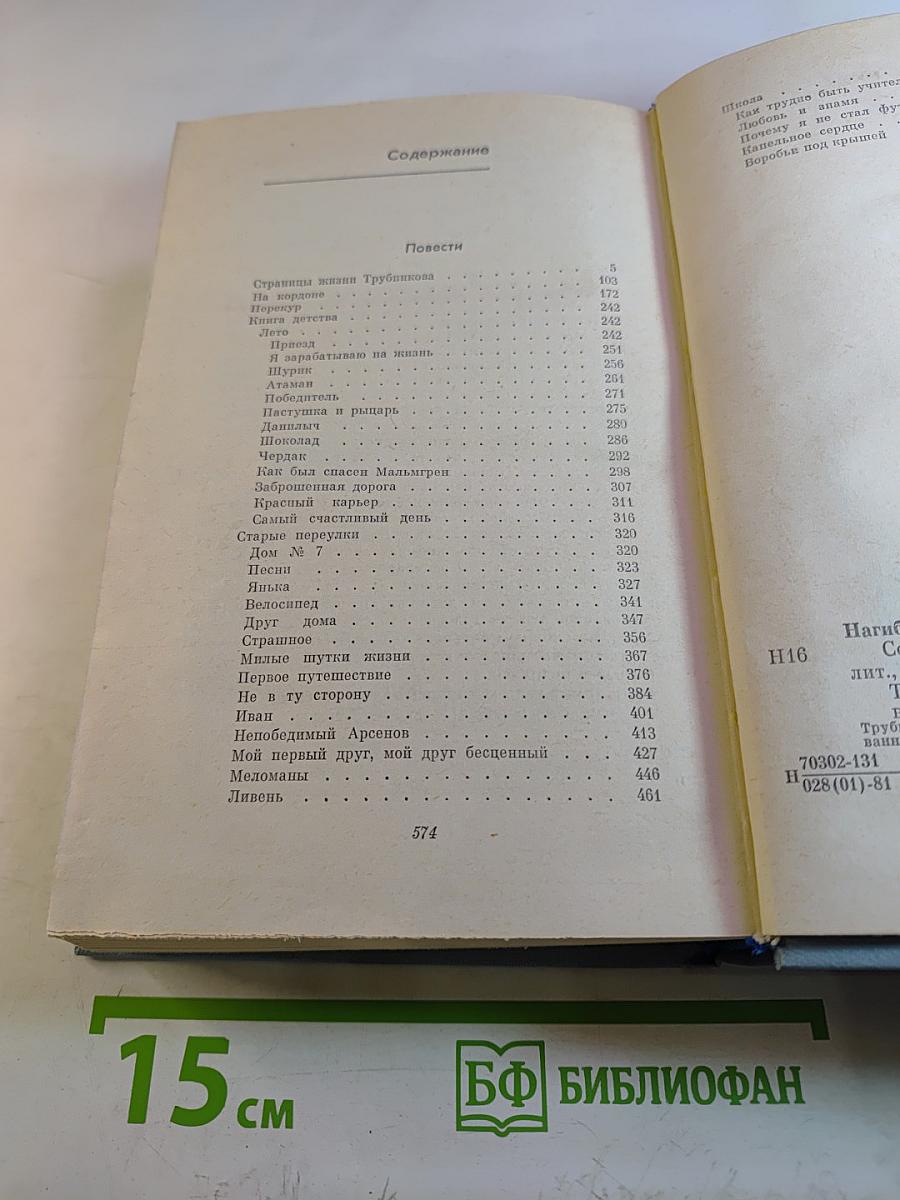 Содержание
Повести
Страницы жизни Трубникова . . . . . . . . . 5
На кордоне . . . . . . . . . . . . . . . 103
Перекур . . . . . . . . . . . . . . . . 172
Книга детства . . . . . . . . . . . . . . 242
Лето . . . . . . . . . . . . . . . . 242
Приезд . . . . . . . . . . . . . . . 242
Я зарабатываю на жизнь . . . . . . . . . 251
Шурик . . . . . . . . . . . . . . . 256
Атаман . . . . . . . . . . . . . . . 261
Победитель . . . . . . . . . . . . . 271
Пастушка и рыцарь . . . . . . . . . . . 275
Данилыч . . . . . . . . . . . . . . 280
Шоколад . . . . . . . . . . . . . . 286
Чердак . . . . . . . . . . . . . . . 292
Как был спасен Мальмгрен . . . . . . . . 298
Заброшенная дорога . . . . . . . . . . . 307
Красный карьер . . . . . . . . . . . . 311
Самый счастливый день . . . . . . . . . 316
Старые переулки . . . . . . . . . . . . . 320
Дом № 7 . . . . . . . . . . . . . . 320
Песни . . . . . . . . . . . . . . . 323
Янька . . . . . . . . . . . . . . . 327
Велосипед . . . . . . . . . . . . . . 341
Друг дома . . . . . . . . . . . . . . 347
Страшное . . . . . . . . . . . . . . 356
Милые шутки жизни . . . . . . . . . . 367
Первое путешествие . . . . . . . . . . . 376
Не в ту сторону . . . . . . . . . . . . 384
Иван . . . . . . . . . . . . . . . . 401
Непобедимый Арсенов . . . . . . . . . . 413
Мой первый друг, мой друг бесценный . . . 427
Меломаны . . . . . . . . . . . . . . . 446
Ливень . . . . . . . . . . . . . . . . 461
574
Школа . . . . . . .
Как трудно быть учител
Любовь и знамя . . .
Почему я не стал фу
Капельное сердце . .
Воробьи под крышей
Нагиб
Н16 Со
лит.,
Т
В
Труб
ванн
Н 70302-131
028(01)-81
15 см
БФ БИБЛИОФАН